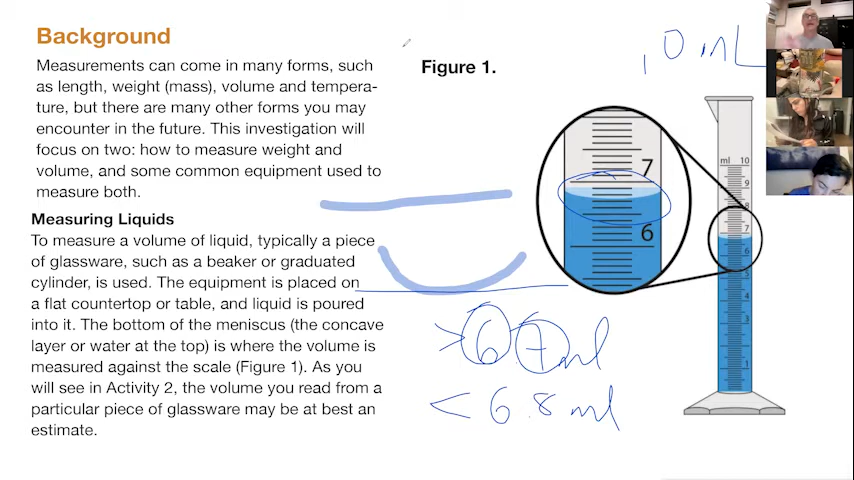 Background
Measurements can come in many forms, such
as length, weight (mass), volume and tempera-
ture, but there are many other forms you may
encounter in the future. This investigation will
focus on two: how to measure weight and
volume, and some common equipment used to
measure both.
Measuring Liquids
To measure a volume of liquid, typically a piece
of glassware, such as a beaker or graduated
cylinder, is used. The equipment is placed on
a flat countertop or table, and liquid is poured
into it. The bottom of the meniscus (the concave
layer or water at the top) is where the volume is
measured against the scale (Figure 1). As you
will see in Activity 2, the volume you read from a
particular piece of glassware may be at best an
estimate.
Figure 1.
10 mL
7
6
ml 10
9
8
7
6
5
4
3
2
1
> 6.7 ml
< 6.8 ml